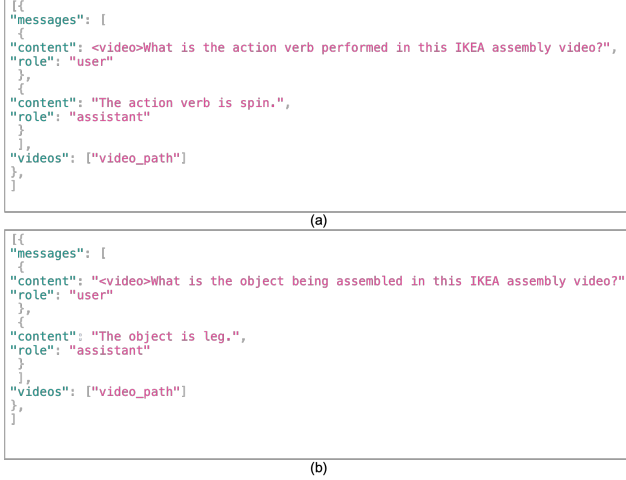 [{
"messages": [
{
"content": <video>What is the action verb performed in this IKEA assembly video?",
"role": "user"
},
{
"content": "The action verb is spin.",
"role": "assistant"
}
],
"videos": ["video_path"]
},
]
(a)
[{
"messages": [
{
"content": "<video>What is the object being assembled in this IKEA assembly video?"
"role": "user"
},
{
"content": "The object is leg.",
"role": "assistant"
}
],
"videos": ["video_path"]
},
]
(b)